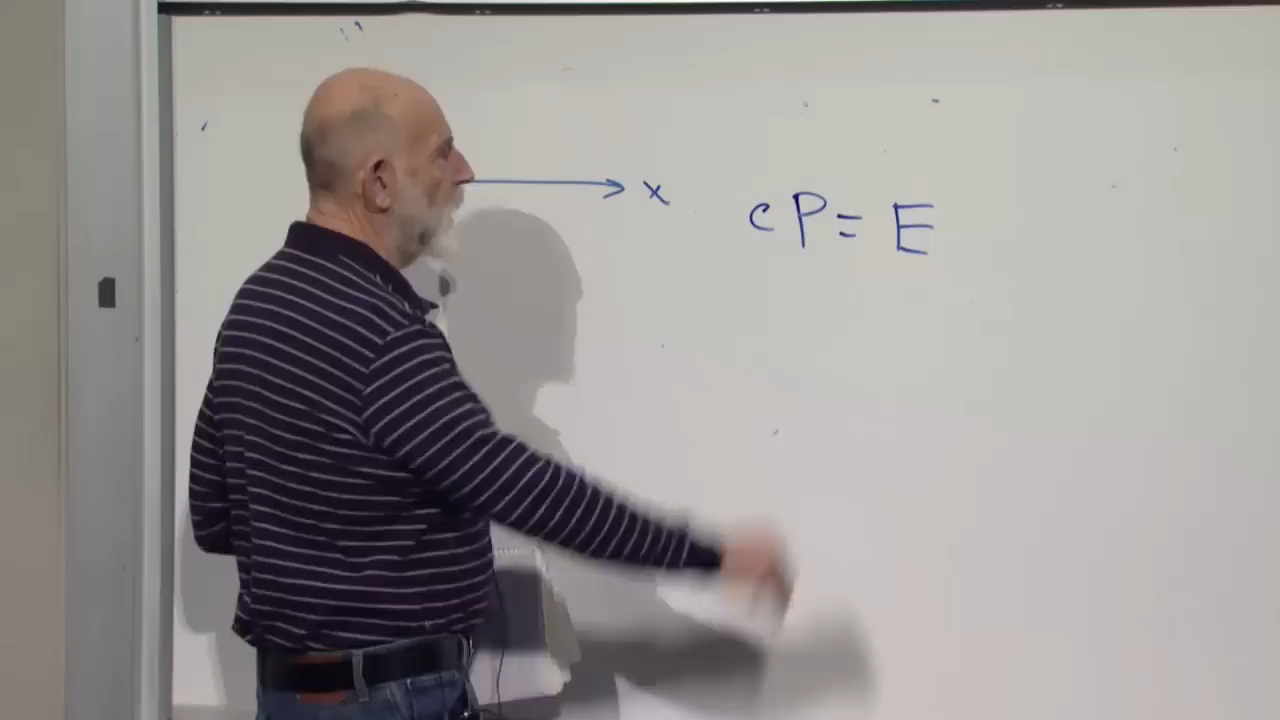 x
cP = E